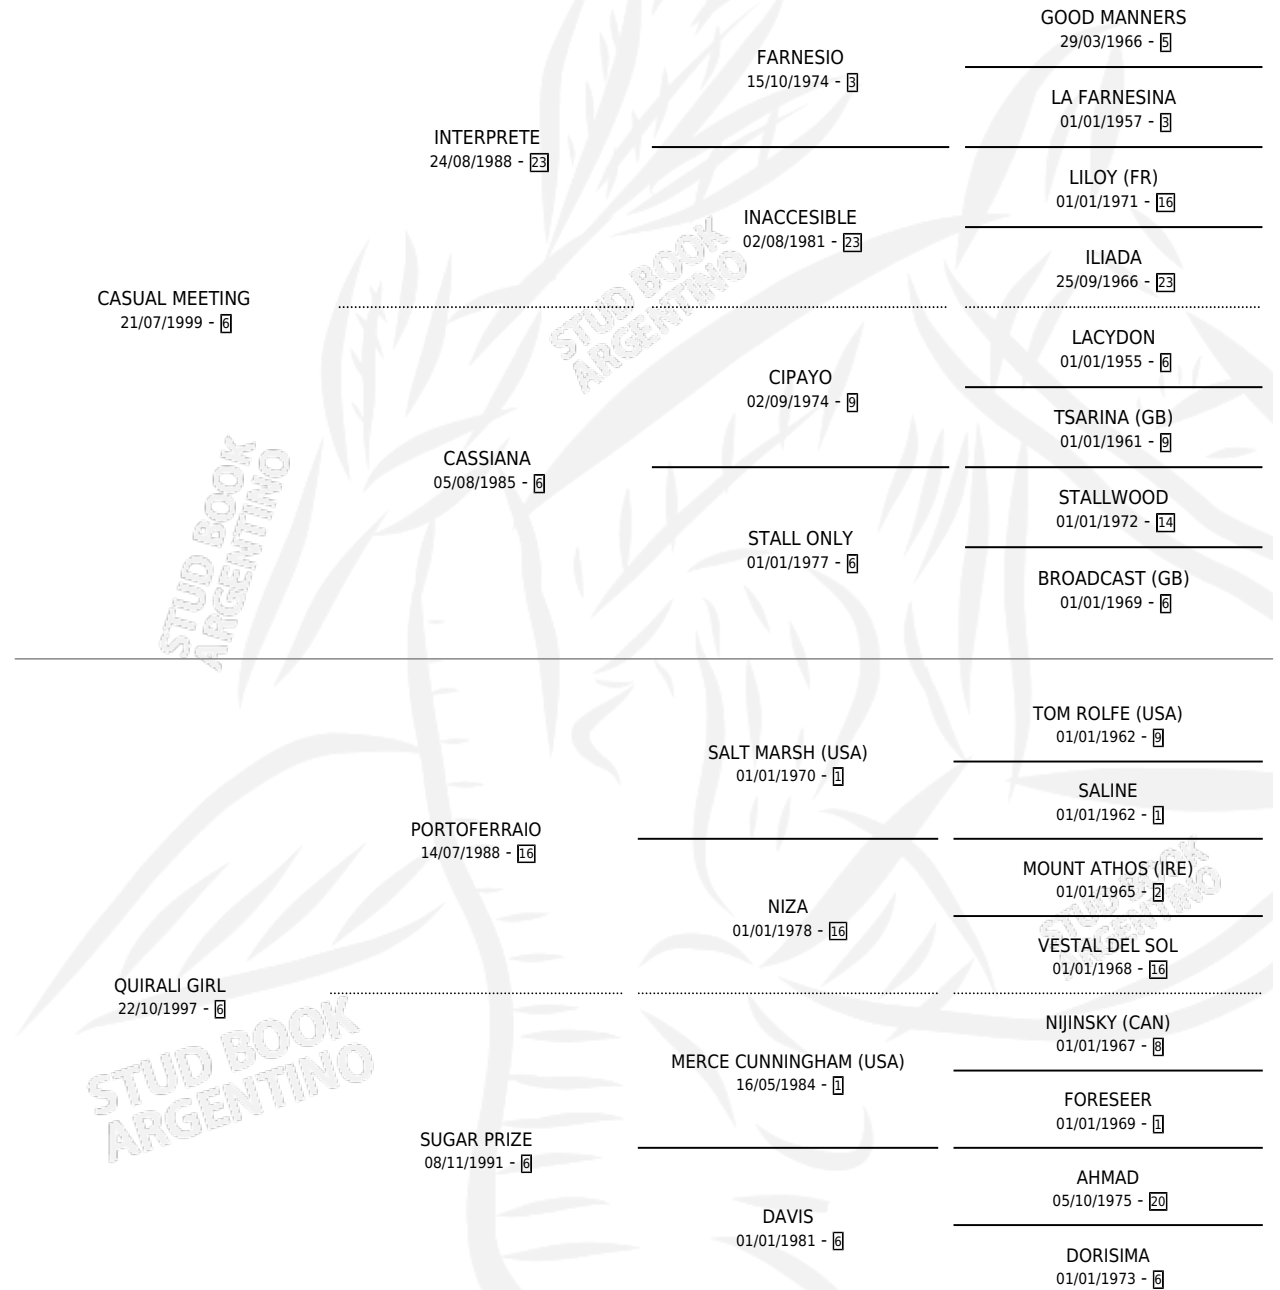 GOOD MANNERS
29/03/1966 - 5
FARNESIO
15/10/1974 - 3
LA FARNESINA
01/01/1957 - 3
INTERPRETE
24/08/1988 - 23
LILOY (FR)
01/01/1971 - 16
INACCESIBLE
02/08/1981 - 23
ILIADA
25/09/1966 - 23
CASUAL MEETING
21/07/1999 - 6
LACYDON
01/01/1955 - 6
CIPAYO
02/09/1974 - 9
TSARINA (GB)
01/01/1961 - 9
CASSIANA
05/08/1985 - 6
STALLWOOD
01/01/1972 - 14
STALL ONLY
01/01/1977 - 6
BROADCAST (GB)
01/01/1969 - 6
TOM ROLFE (USA)
01/01/1962 - 9
SALT MARSH (USA)
01/01/1970 - 1
SALINE
01/01/1962 - 1
PORTOFERRAIO
14/07/1988 - 16
MOUNT ATHOS (IRE)
01/01/1965 - 2
NIZA
01/01/1978 - 16
VESTAL DEL SOL
01/01/1968 - 16
QUIRALI GIRL
22/10/1997 - 6
NIJINSKY (CAN)
01/01/1967 - 8
MERCE CUNNINGHAM (USA)
16/05/1984 - 1
FORESEER
01/01/1969 - 1
SUGAR PRIZE
08/11/1991 - 6
AHMAD
05/10/1975 - 20
DAVIS
01/01/1981 - 6
DORISIMA
01/01/1973 - 6
STUD BOOK
ARGENTINO
STUD BOOK
ARGENTINO
STUD BOOK
ARGENTINO
STUD BOOK
ARGENTINO